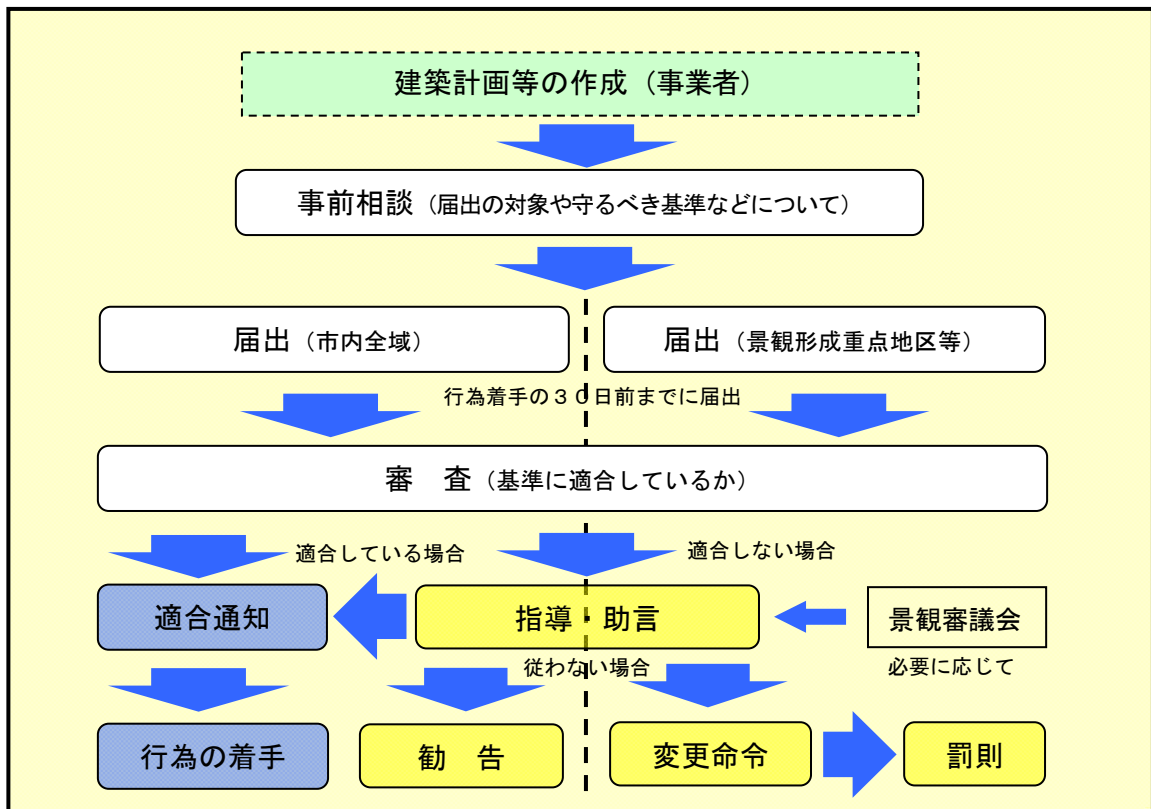 建築計画等の作成（事業者）
事前相談（届出の対象や守るべき基準などについて）
届出（市内全域）
届出（景観形成重点地区等）
行為着手の３０日前までに届出
審　査（基準に適合しているか）
適合している場合
適合しない場合
適合通知
指導・助言
景観審議会
従わない場合
必要に応じて
行為の着手
勧　告
変更命令
罰則